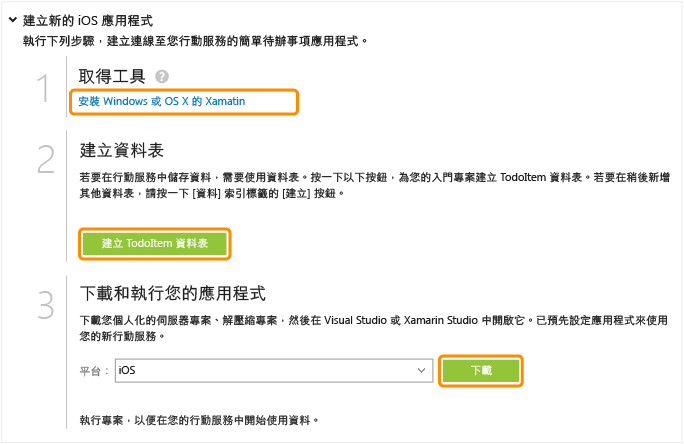 建立新的 iOS 應用程式
執行下列步驟，建立連線至您行動服務的簡單待辦事項應用程式。
1
取得工具 ?
安裝 Windows 或 OS X 的 Xamatin
2
建立資料表
若要在行動服務中儲存資料，需要使用資料表。按一下以下按鈕，為您的入門專案建立 TodoItem 資料表。若要在稍後新增
其他資料表，請按一下 [資料] 索引標籤的 [建立] 按鈕。
建立 TodoItem 資料表
3
下載和執行您的應用程式
下載您個人化的伺服器專案、解壓縮專案，然後在 Visual Studio 或 Xamarin Studio 中開啟它。已預先設定應用程式來使用
您的新行動服務。
平台： iOS 下載
執行專案，以便在您的行動服務中開始使用資料。